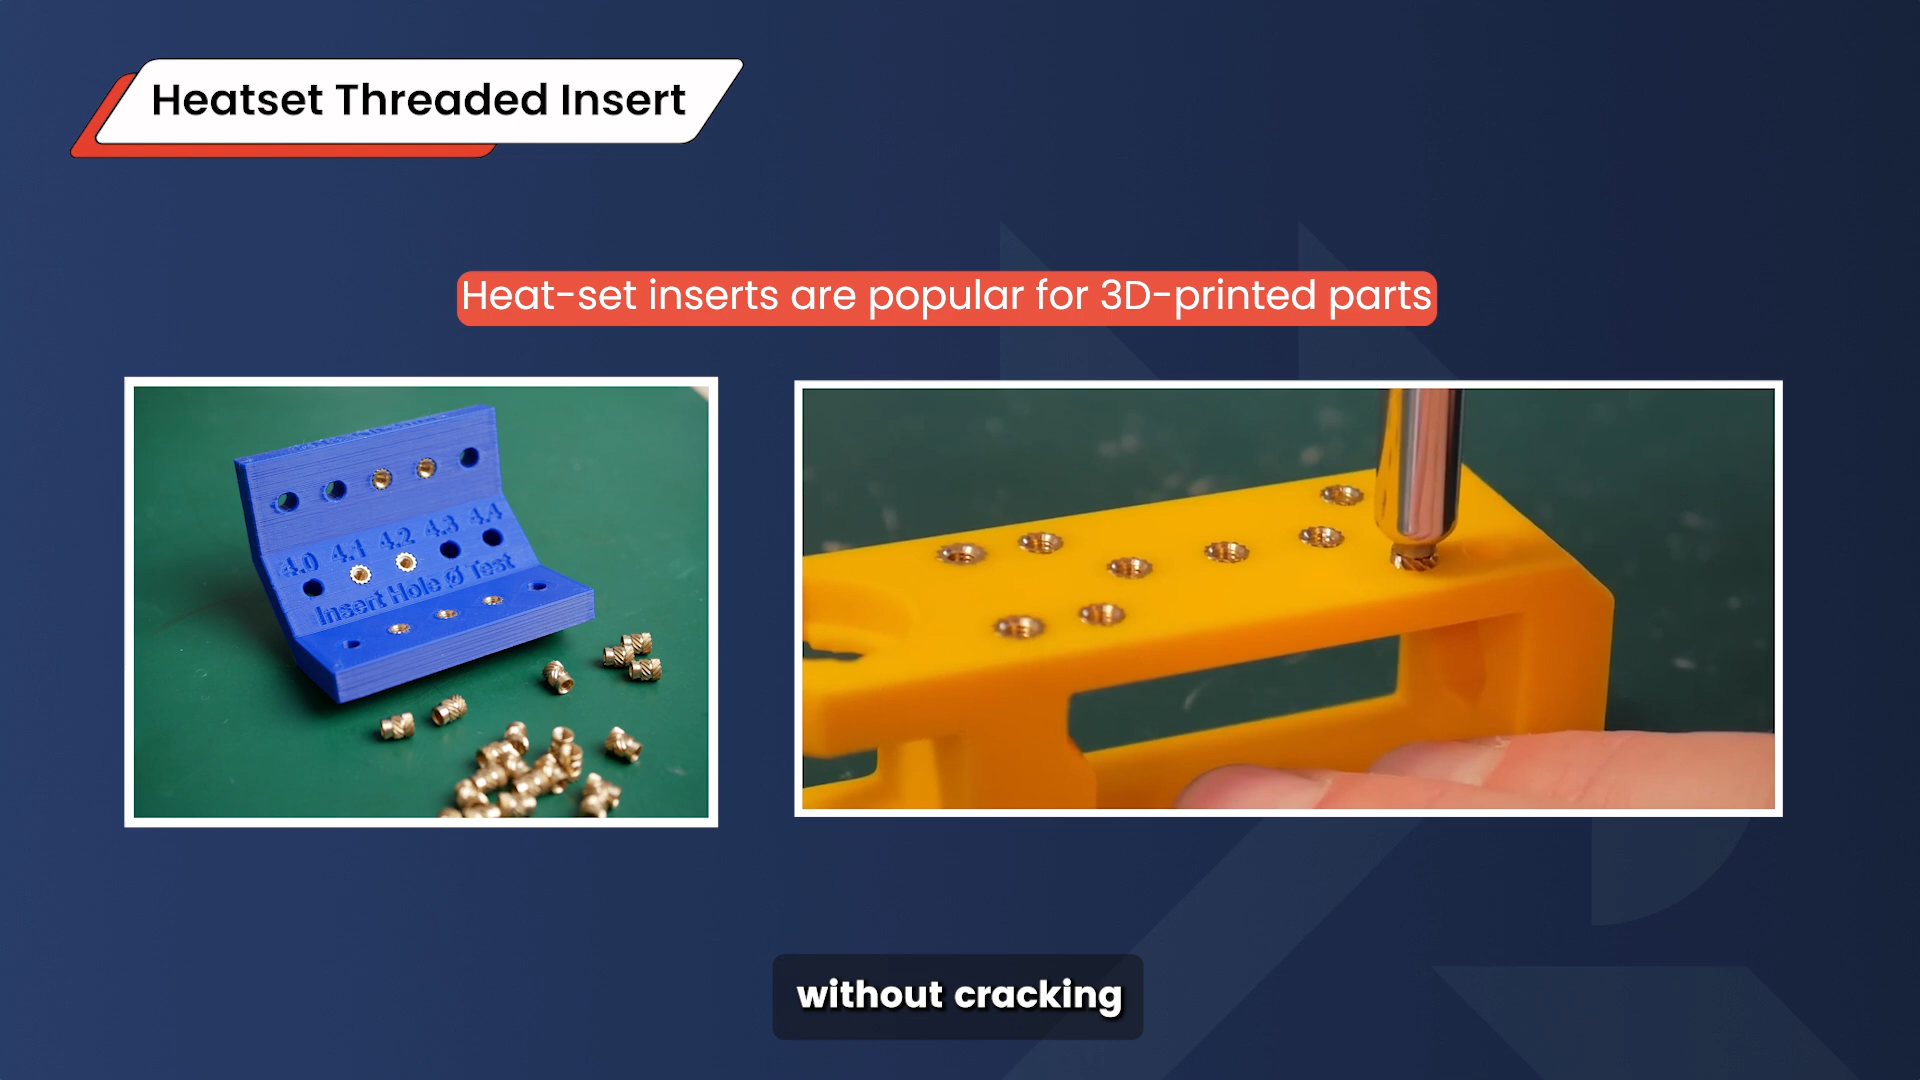 Heatset Threaded Insert
Heat-set inserts are popular for 3D-printed parts
4.0 4.1 4.2 4.3 4.4
Insert Hole Ø Test
without cracking